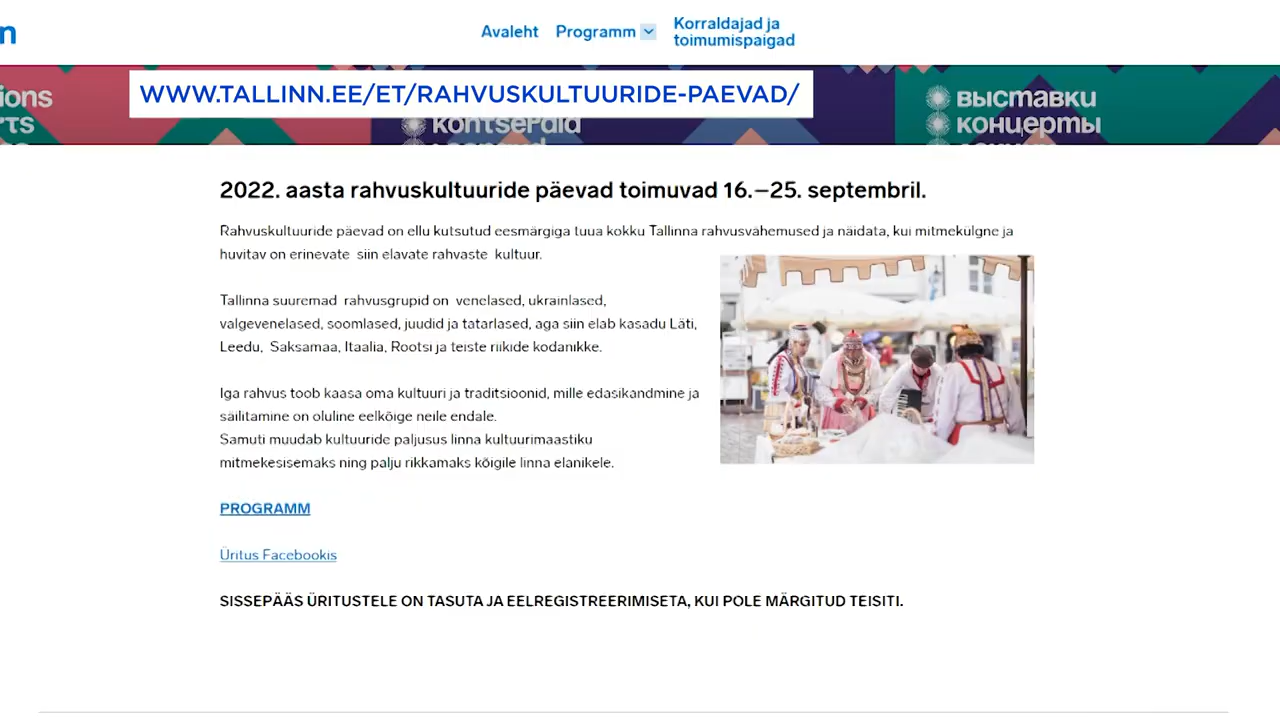 n
Avaleht Programm Korraldajad ja
toimumispaigad
WWW.TALLINN.EE/ET/RAHVUSKULTUURIDE-PAEVAD/
ions
rts
kontserdid
выставки
концерты
2022. aasta rahvuskultuuride päevad toimuvad 16.–25. septembril.
Rahvuskultuuride päevad on ellu kutsutud eesmärgiga tuua kokku Tallinna rahvusvähemused ja näidata, kui mitmekülgne ja
huvitav on erinevate siin elavate rahvaste kultuur.
Tallinna suuremad rahvusgrupid on venelased, ukrainlased,
valgevenelased, soomlased, juudid ja tatarlased, aga siin elab kasadu Läti,
Leedu, Saksamaa, Itaalia, Rootsi ja teiste riikide kodanikke.
Iga rahvus toob kaasa oma kultuuri ja traditsioonid, mille edasikandmine ja
säilitamine on oluline eelkõige neile endale.
Samuti muudab kultuuride paljusus linna kultuurimaastiku
mitmekesisemaks ning palju rikkamaks kõigile linna elanikele.
PROGRAMM
Üritus Facebookis
SISSEPÄÄS ÜRITUSTELE ON TASUTA JA EELREGISTREERIMISETA, KUI POLE MÄRGITUD TEISITI.